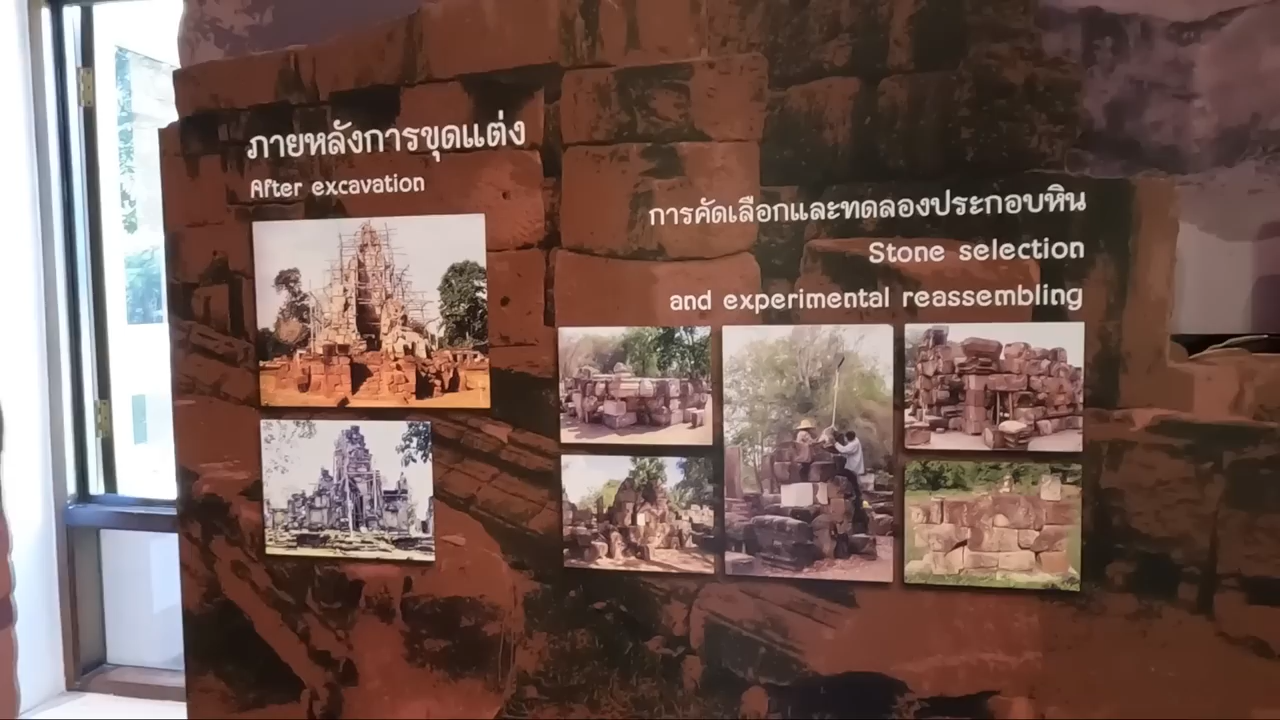 ภายหลังการขุดแต่ง
After excavation
การคัดเลือกและทดลองประกอบหิน
Stone selection
and experimental reassembling